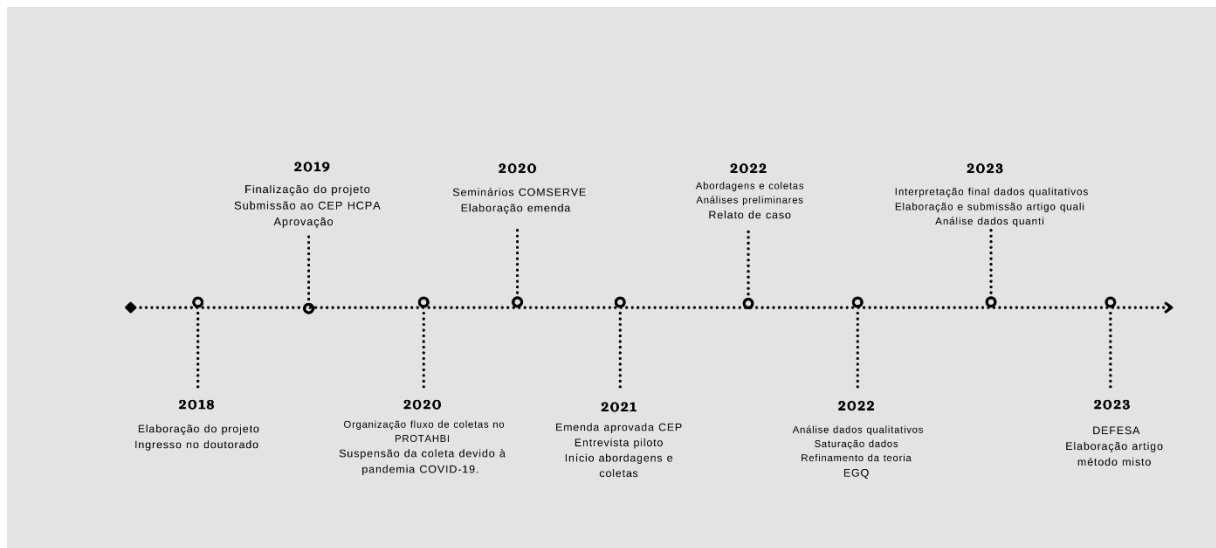 2019
Finalização do projeto
Submissão ao CEP HCPA
Aprovação
2020
Seminários COMSERVE
Elaboração emenda
2022
Abordagens e coletas
Análises preliminares
Relato de caso
2023
Interpretação final dados qualitativos
Elaboração e submissão artigo quali
Análise dados quanti
2018
Elaboração do projeto
Ingresso no doutorado
2020
Organização fluxo de coletas no
PROTAHBI
Suspensão da coleta devido à
pandemia COVID-19.
2021
Emenda aprovada CEP
Entrevista piloto
Início abordagens e
coletas
2022
Análise dados qualitativos
Saturação dados
Refinamento da teoria
EGQ
2023
DEFESA
Elaboração artigo
método misto